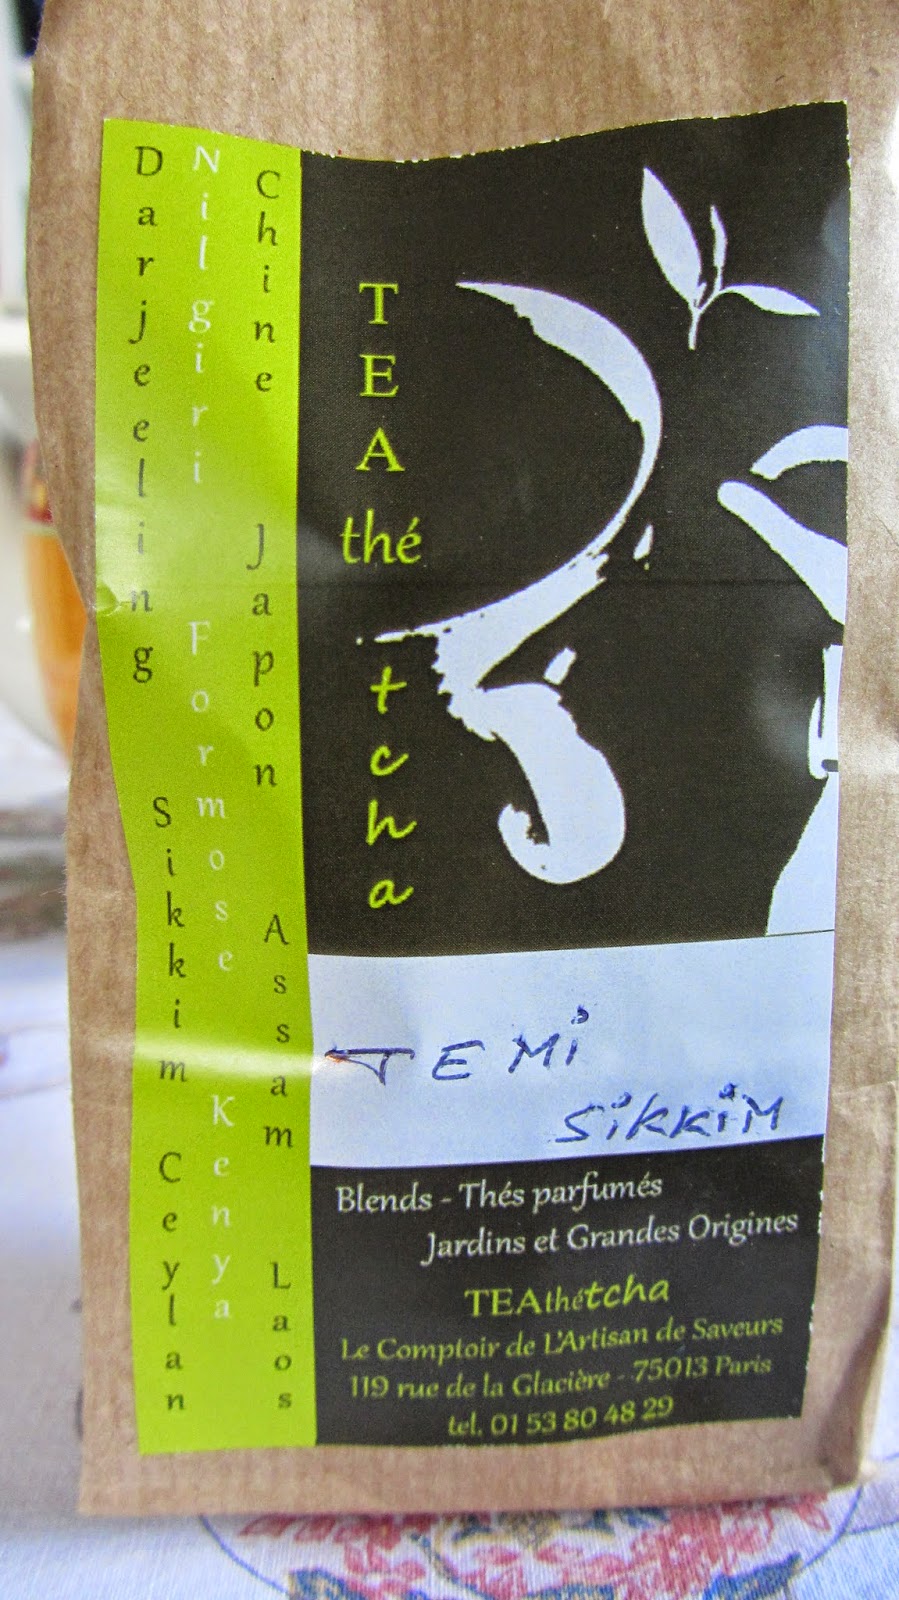 Darjeeling Sikkim Ceylan
Nilgiri Formose Kenya
Chine Japon Assam Laos
TEA
thé
tcha
TEMi
SiKKiM
Blends - Thés parfumés
Jardins et Grandes Origines
TEAthétcha
Le Comptoir de L'Artisan de Saveurs
119 rue de la Glacière - 75013 Paris
tel. 01 53 80 48 29